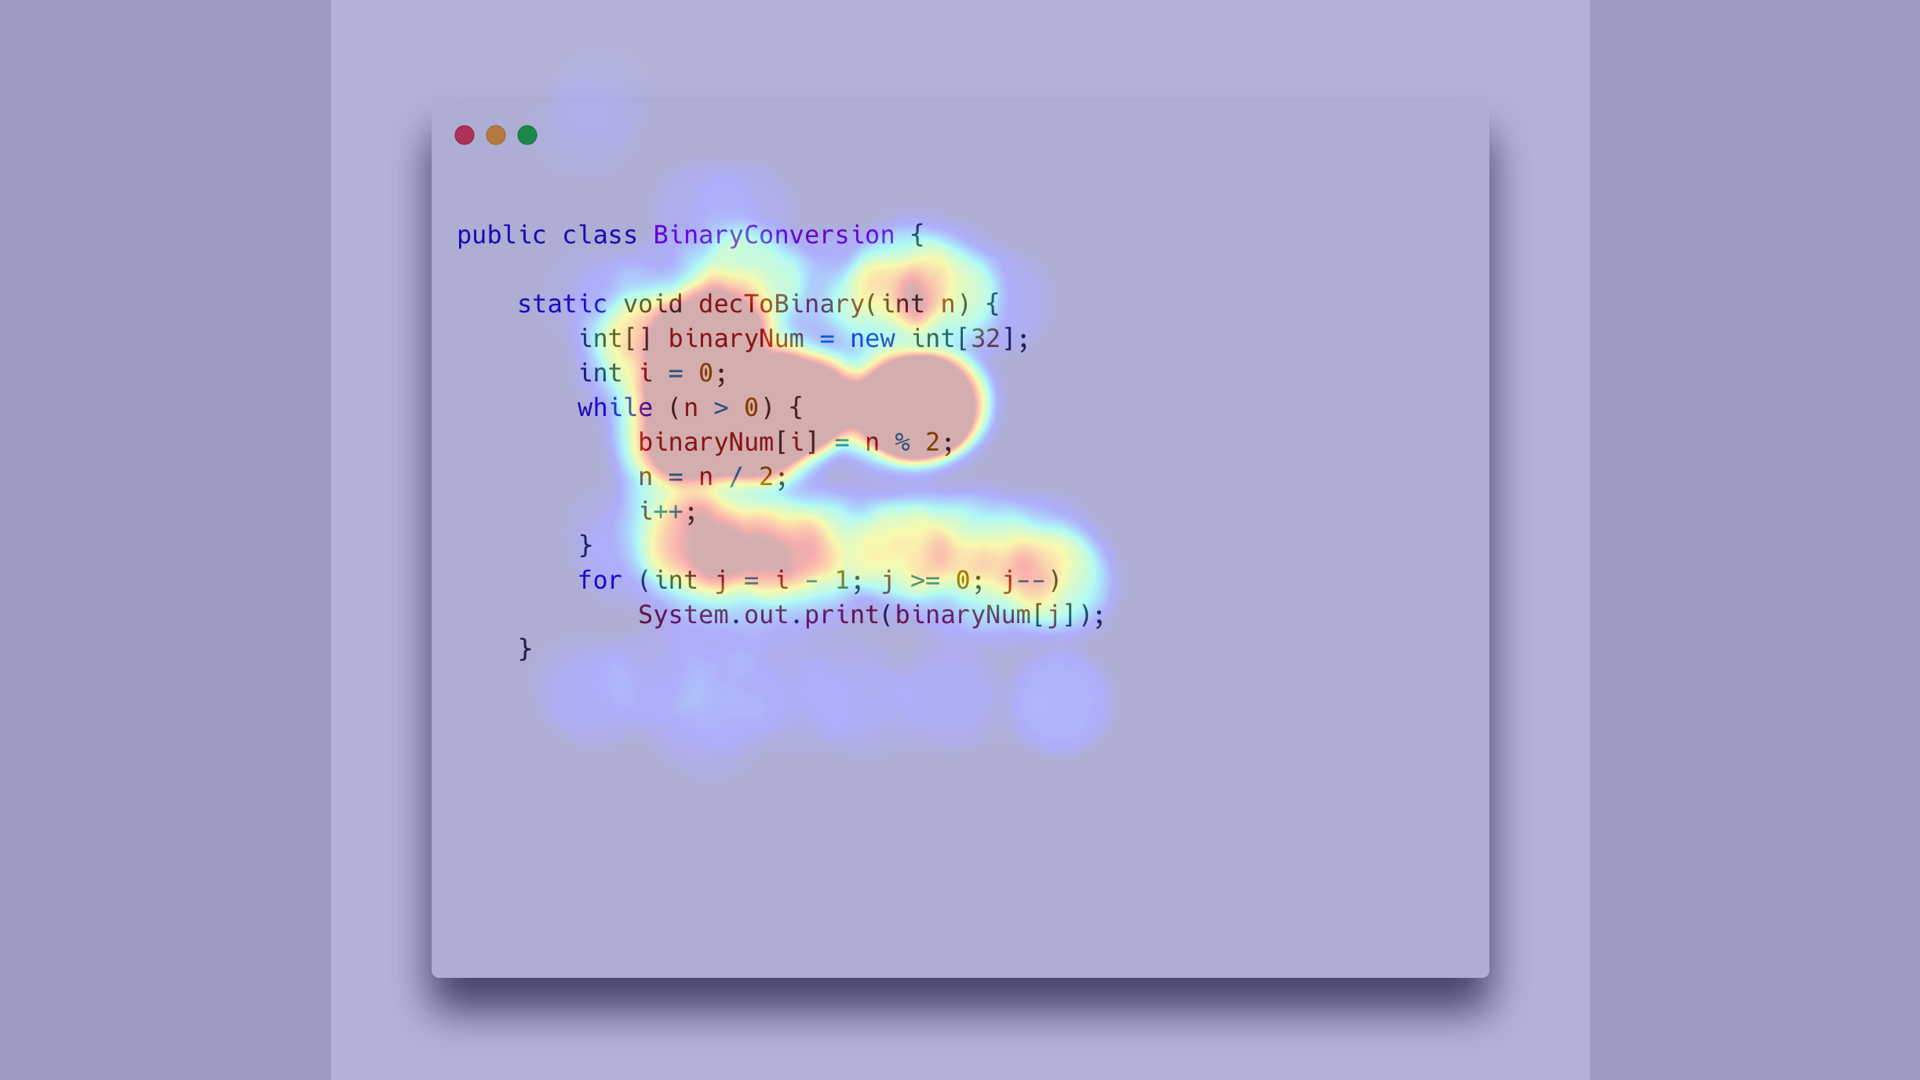 public class BinaryConversion {
static void decToBinary(int n) {
int[] binaryNum = new int[32];
int i = 0;
while (n > 0) {
binaryNum[i] = n % 2;
n = n / 2;
i++;
}
for (int j = i - 1; j >= 0; j--)
System.out.print(binaryNum[j]);
}